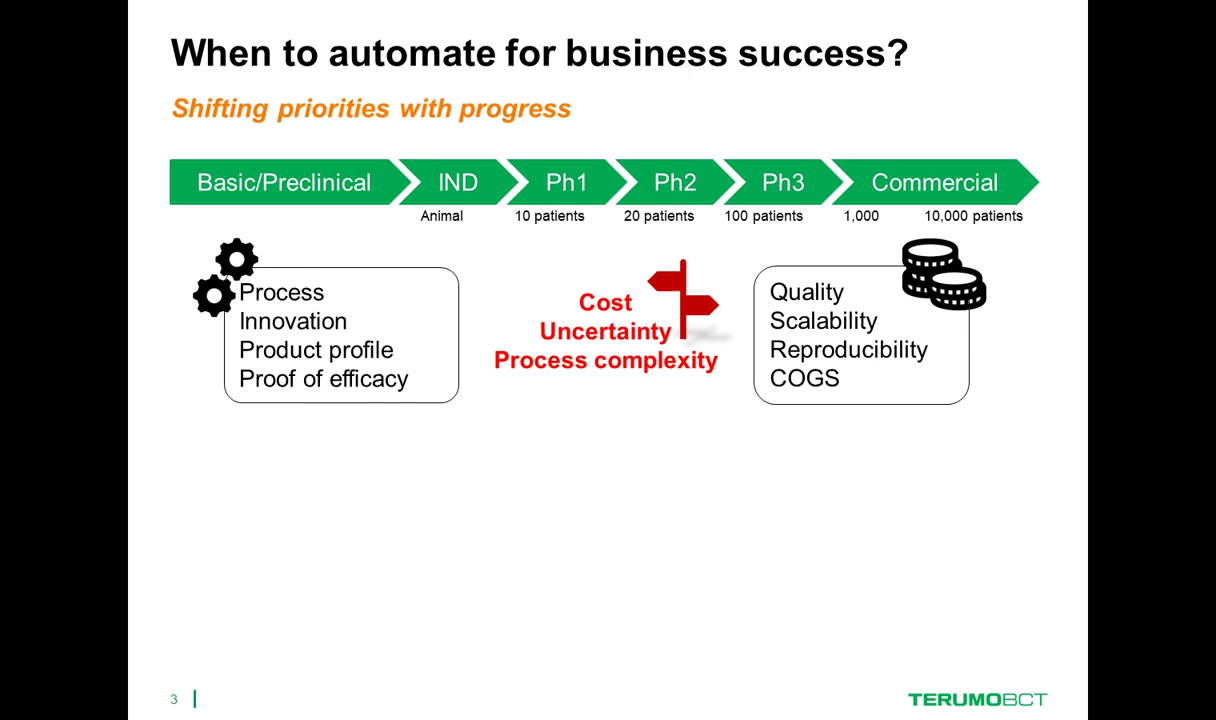 When to automate for business success?
Shifting priorities with progress
Basic/Preclinical IND Ph1 Ph2 Ph3 Commercial
Animal 10 patients 20 patients 100 patients 1,000 10,000 patients
Process
Innovation
Product profile
Proof of efficacy
Cost
Uncertainty
Process complexity
Quality
Scalability
Reproducibility
COGS
3
TERUMOBCT